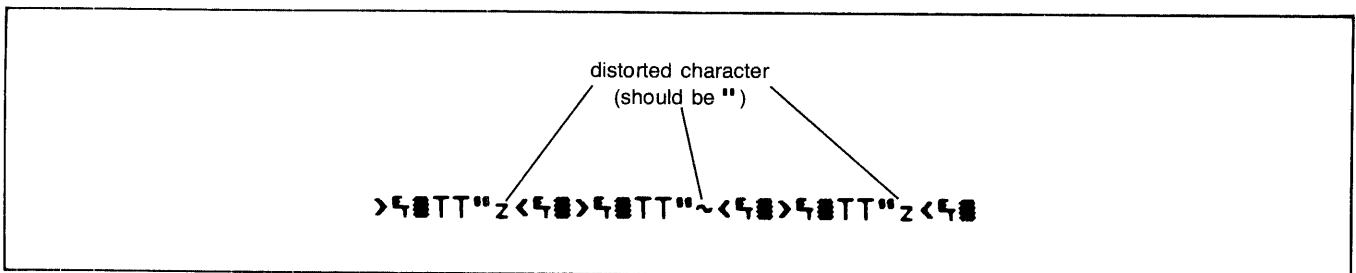 distorted character
(should be ")
>␛▓TT"z<␛▓>␛▓TT"~<␛▓>␛▓TT"z<␛▓